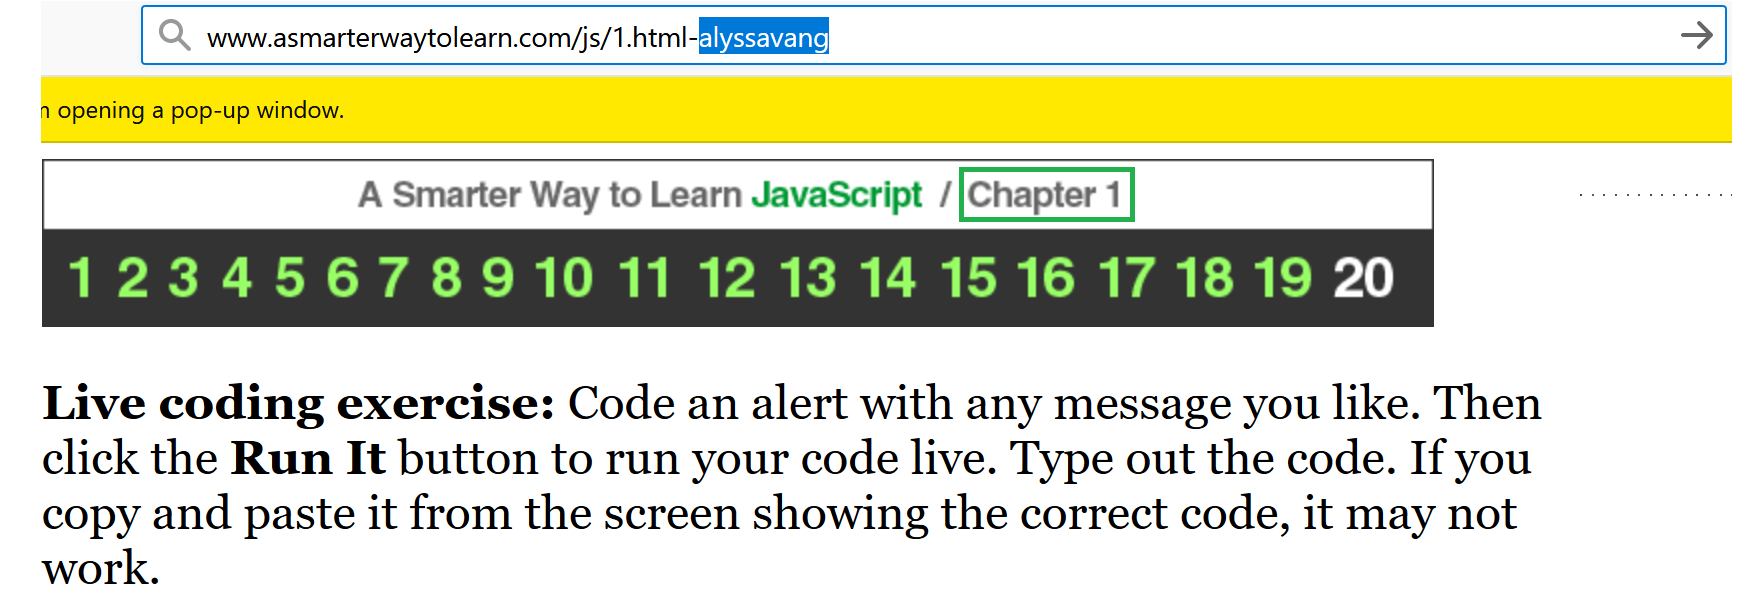 www.asmarterwaytolearn.com/js/1.html-alyssavang
opening a pop-up window.
A Smarter Way to Learn JavaScript / Chapter 1
1 2 3 4 5 6 7 8 9 10 11 12 13 14 15 16 17 18 19 20
Live coding exercise: Code an alert with any message you like. Then
click the Run It button to run your code live. Type out the code. If you
copy and paste it from the screen showing the correct code, it may not
work.